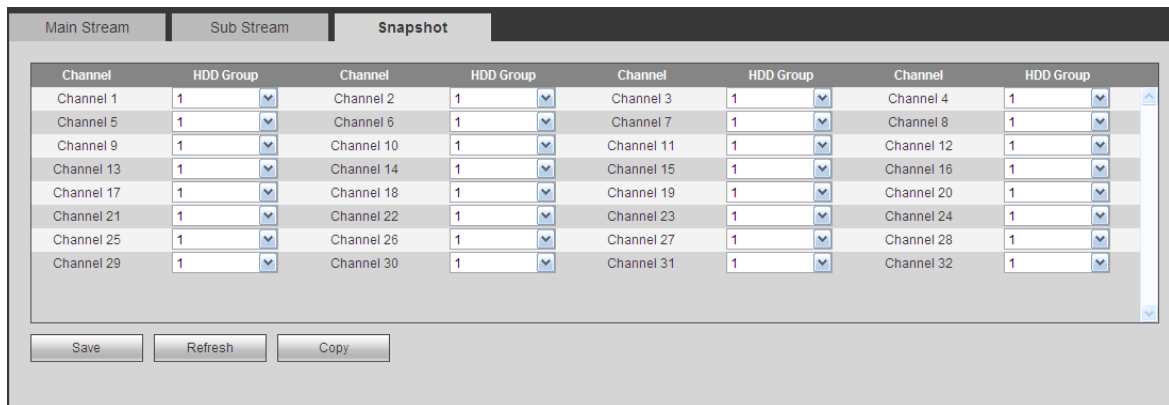 Main Stream Sub Stream Snapshot
Channel HDD Group Channel HDD Group Channel HDD Group Channel HDD Group
Channel 1 1 Channel 2 1 Channel 3 1 Channel 4 1
Channel 5 1 Channel 6 1 Channel 7 1 Channel 8 1
Channel 9 1 Channel 10 1 Channel 11 1 Channel 12 1
Channel 13 1 Channel 14 1 Channel 15 1 Channel 16 1
Channel 17 1 Channel 18 1 Channel 19 1 Channel 20 1
Channel 21 1 Channel 22 1 Channel 23 1 Channel 24 1
Channel 25 1 Channel 26 1 Channel 27 1 Channel 28 1
Channel 29 1 Channel 30 1 Channel 31 1 Channel 32 1
Save Refresh Copy